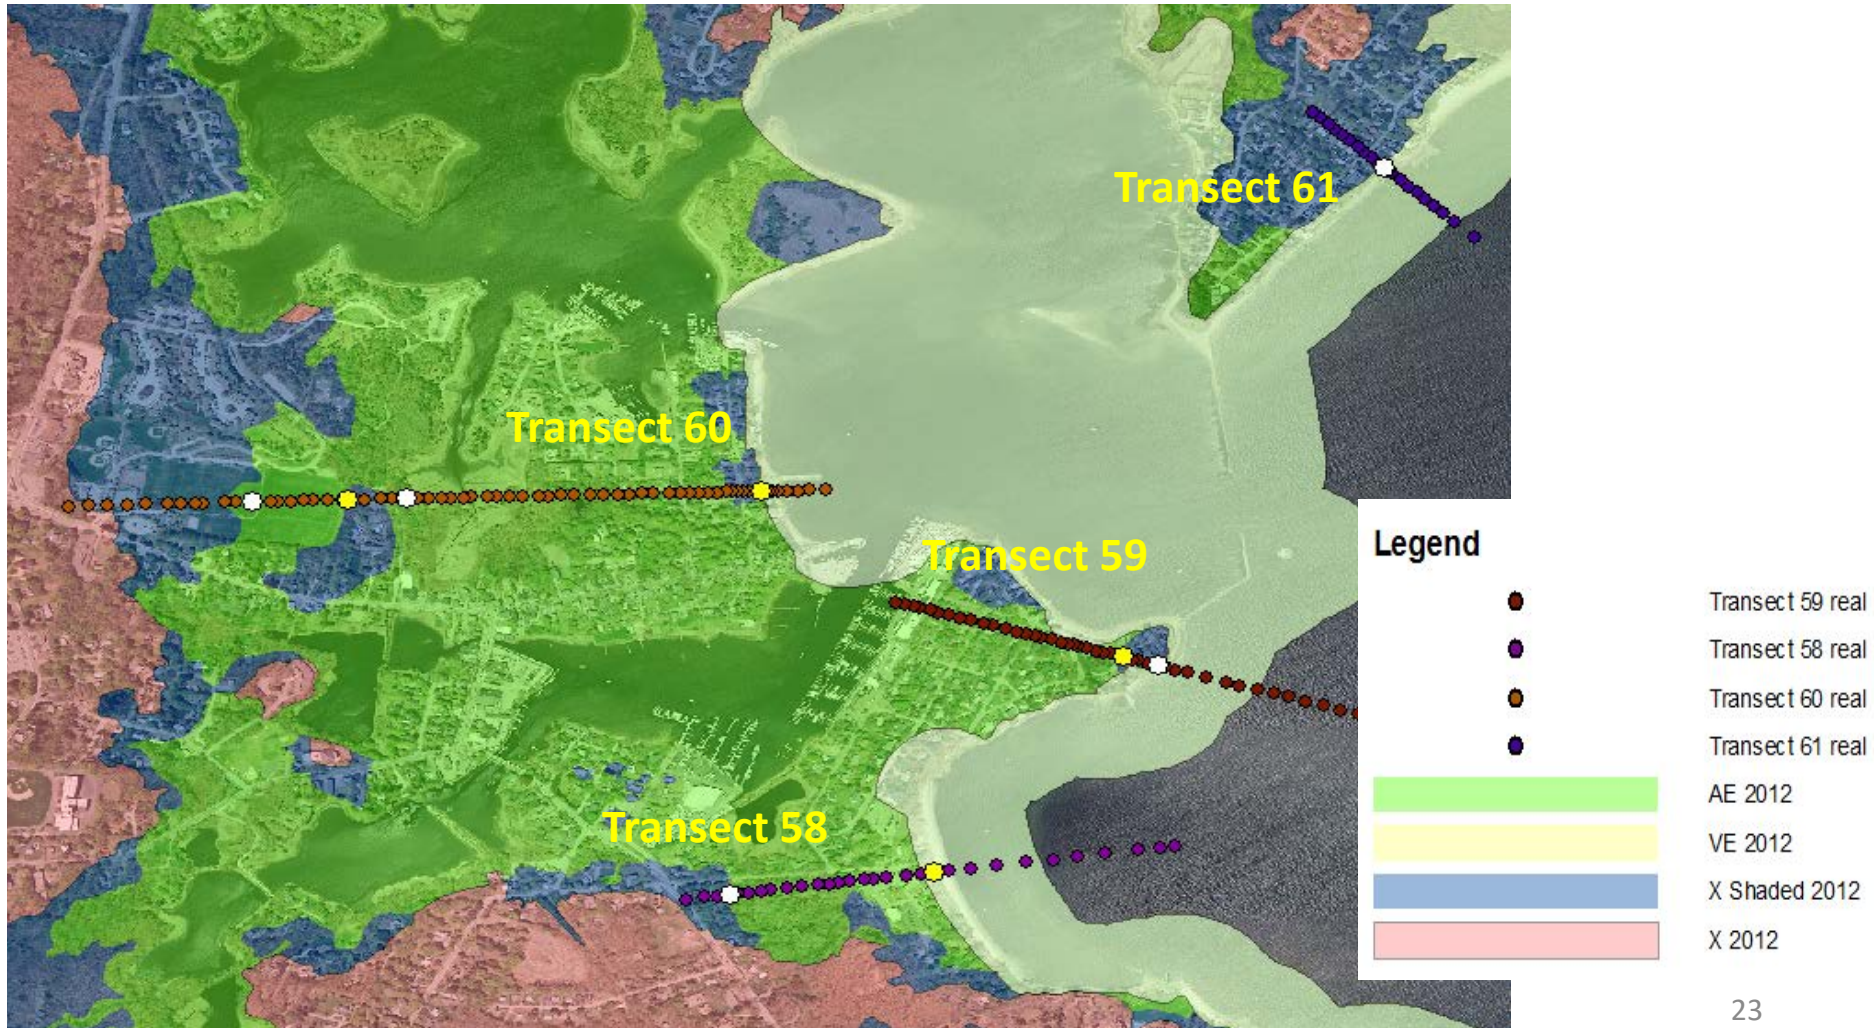 Transect 61
Transect 60
Transect 59
Transect 58
Legend
Transect 59 real
Transect 58 real
Transect 60 real
Transect 61 real
AE 2012
VE 2012
X Shaded 2012
X 2012
23